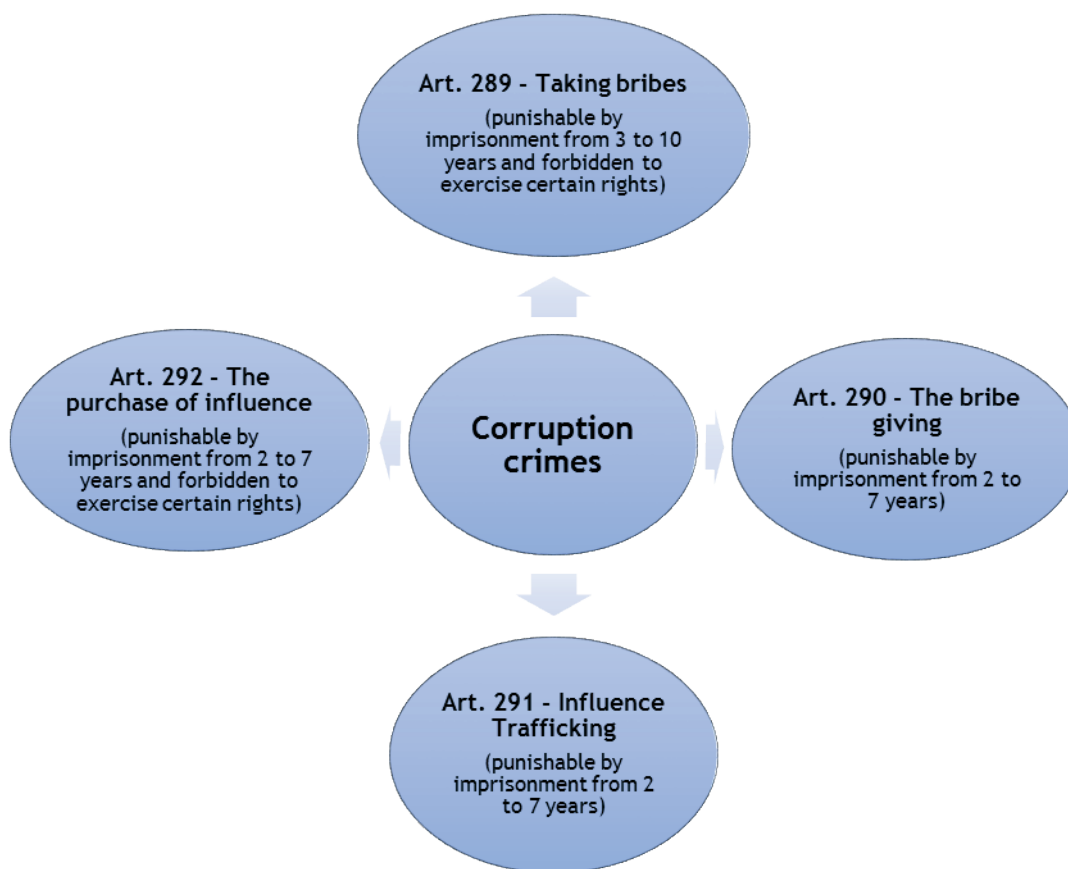 Art. 289 - Taking bribes
(punishable by
imprisonment from 3 to 10
years and forbidden to
exercise certain rights)
Art. 292 - The
purchase of influence
(punishable by
imprisonment from 2 to 7
years and forbidden to
exercise certain rights)
Corruption
crimes
Art. 290 - The bribe
giving
(punishable by
imprisonment from 2 to
7 years)
Art. 291 - Influence
Trafficking
(punishable by
imprisonment from 2
to 7 years)